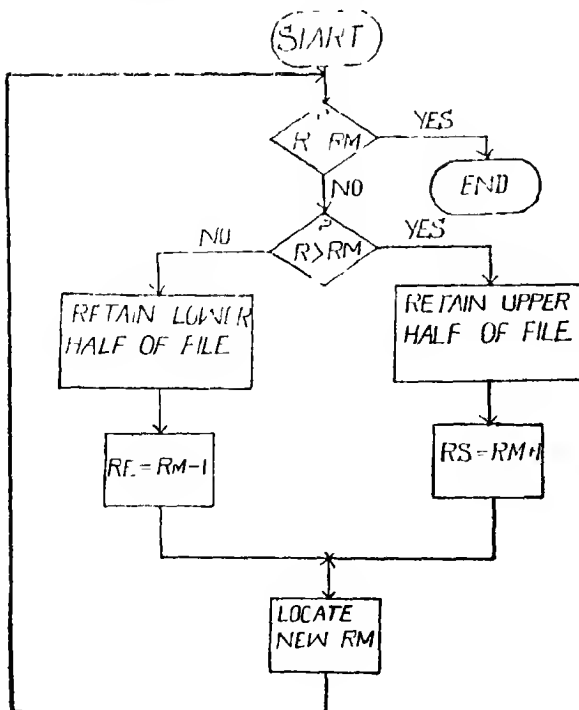 START
?
R RM
YES
END
NO
?
R>RM
NO
YES
RETAIN LOWER
HALF OF FILE
RETAIN UPPER
HALF OF FILE
RE=RM-1
RS=RM+1
LOCATE
NEW RM